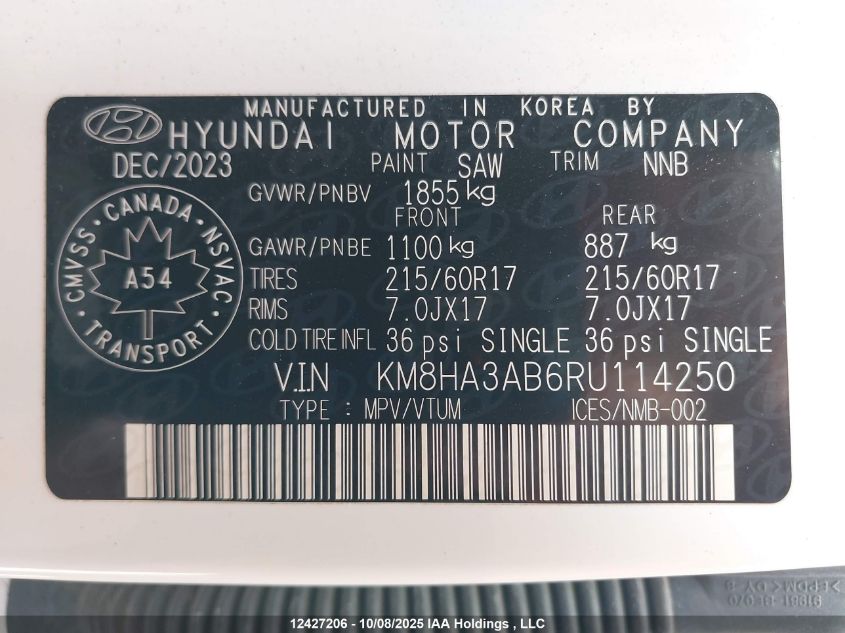 MANUFACTURED IN KOREA BY
HYUNDAI MOTOR COMPANY
DEC/2023 PAINT SAW TRIM NNB
GVWR/PNBV 1855 kg
FRONT REAR
GAWR/PNBE 1100 kg 887 kg
TIRES 215/60R17 215/60R17
RIMS 7.0JX17 7.0JX17
COLD TIRE INFL 36 psi SINGLE 36 psi SINGLE
V.I.N KM8HA3AB6RU114250
TYPE : MPV/VTUM ICES/NMB-002
CMVSS · CANADA · NSVAC · TRANSPORT ·
A54
>EPDM< DY 8
12427206 - 10/08/2025 IAA Holdings , LLC